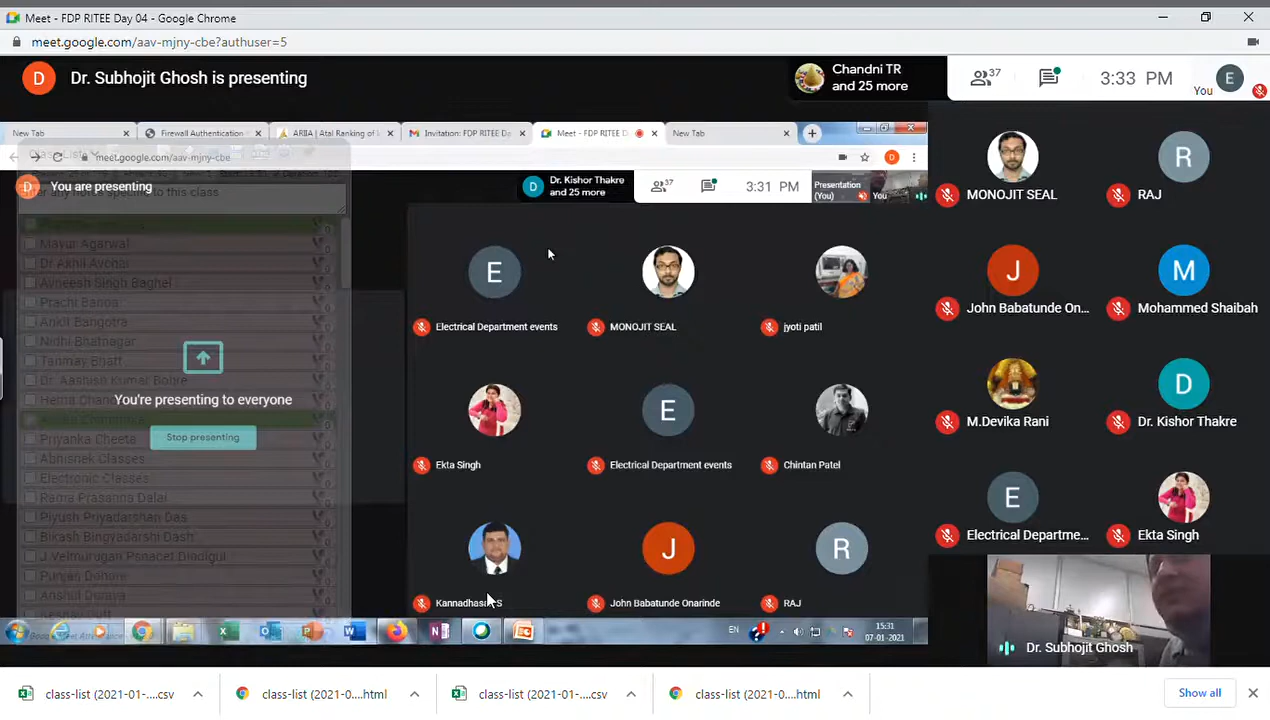 Meet - FDP RITEE Day 04 - Google Chrome
meet.google.com/aav-mjny-cbe?authuser=5
D Dr. Subhojit Ghosh is presenting
Chandni TR
and 25 more
37
3:33 PM
E
You
New Tab
Firewall Authentication
ARIIA | Atal Ranking of
Invitation: FDP RITEE Da
Meet - FDP RITEE D
New Tab
meet.google.com/aav-mjny-cbe
D
D You are presenting
to this class
D Dr. Kishor Thakre
and 25 more
37
3:31 PM
Presentation
(You)
You
Mayur Agarwal
Avneesh Singh Baghel
Prachi Banoa
Ankit Bangotra
Nidhi Bhatnagar
Tanmay Bhatt
Dr. Aashish Kumar Bohre
You're presenting to everyone
Priyanka Cheeta
Stop presenting
Abhishek Classes
Electronic Classes
Rama Prasanna Dalai
Piyush Priyadarshan Das
Bikash Bingyadarshi Dash
J.Velmurugan Psnacet Dindigul
Anshul Duraya
E
Electrical Department events
MONOJIT SEAL
jyoti patil
Ekta Singh
E
Electrical Department events
Chintan Patel
J
John Babatunde Onarinde
R
RAJ
MONOJIT SEAL
R
RAJ
J
John Babatunde On...
M
Mohammed Shaibah
M.Devika Rani
D
Dr. Kishor Thakre
E
Electrical Departme...
Ekta Singh
Dr. Subhojit Ghosh
EN
15:31
07-01-2021
class-list (2021-01-....csv
class-list (2021-0....html
class-list (2021-01-....csv
class-list (2021-0....html
Show all